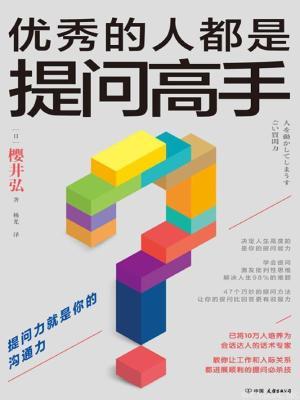 优秀的人都是
提问高手
[日]
樱井弘
著
杨光 译
人を動かしてしまうす
ごい質問力
决定人生高度的
是你的提问能力
学会提问
激发批判性思维
解决人生98%的难题
47个巧妙的提问方法
让你的提问比回答更有说服力
提问力就是你的
沟通力
已将10万人培养为
会话达人的话术专家
教你让工作和人际关系
都进展顺利的提问必杀技